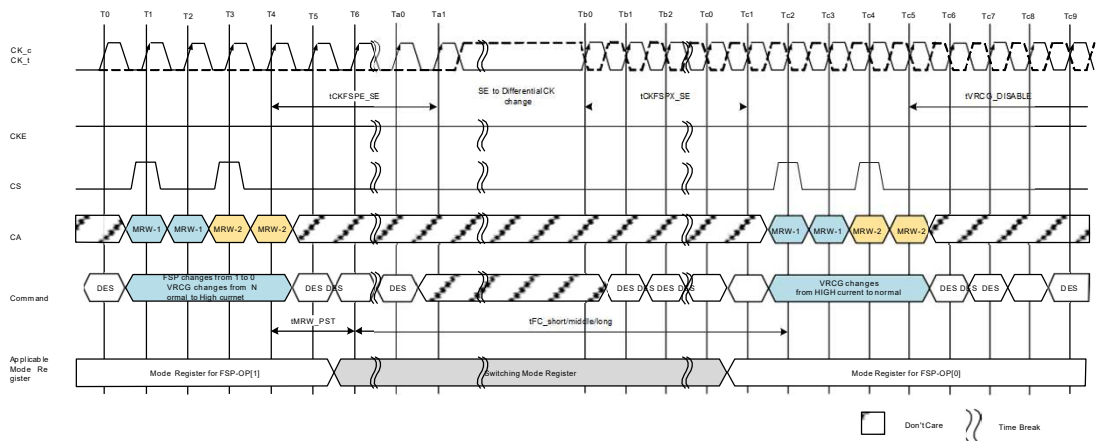 T0 T1 T2 T3 T4 T5 T6 Ta0 Ta1 Tb0 Tb1 Tb2 Tc0 Tc1 Tc2 Tc3 Tc4 Tc5 Tc6 Tc7 Tc8 Tc9
CK_c
CK_t
tCKFSPE_SE
SE to DifferentialCK
change
tCKFSPX_SE
tVRCG_DISABLE
CKE
CS
CA
MRW-1 MRW-1 MRW-2 MRW-2 MRW-1 MRW-1 MRW-2 MRW-2
Command
DES
FSP changes from 1 to 0
VRCG changes from N
ormal to High curnet
DES DES DES DES DES DES
VRCG changes
from HIGH current to normal
DES DES DES
tMRW_PST
tFC_short/middle/long
Applicable
Mode Re
gister
Mode Register for FSP-OP[1]
Switching Mode Register
Mode Register for FSP-OP[0]
Don'tCare
Time Break